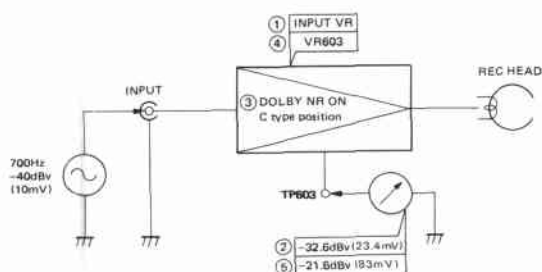 ① INPUT VR
④ VR603
REC HEAD
INPUT
③ DOLBY NR ON
C type position
700Hz
-40dBv
(10mV)
TP603
② -32.6dBv (23.4mV)
⑤ -21.6dBv (83mV)